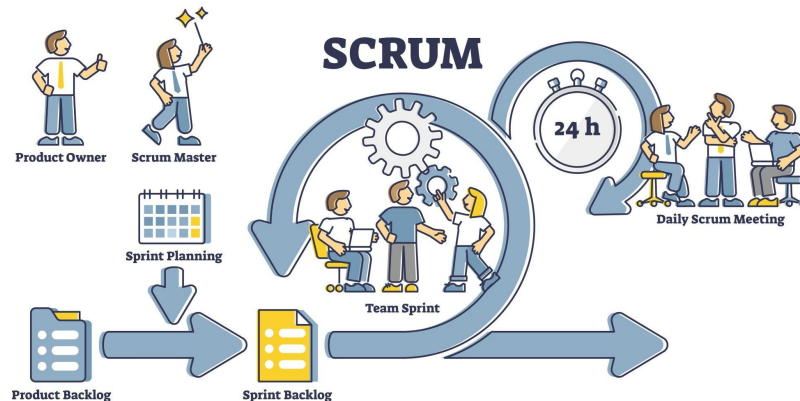 SCRUM
24 h
Product Owner
Scrum Master
Daily Scrum Meeting
Sprint Planning
Team Sprint
Product Backlog
Sprint Backlog